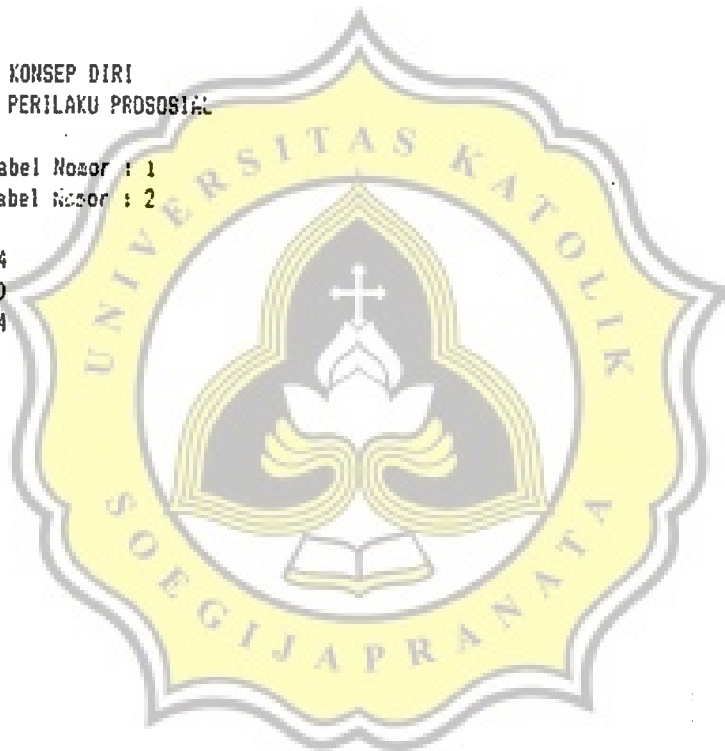 KONSEP DIRI
PERILAKU PROSOSIAL
abel Nomor : 1
abel Nomor : 2
4
0
4
UNIVERSITAS KATOLIK
SOEGIJAPRANATA